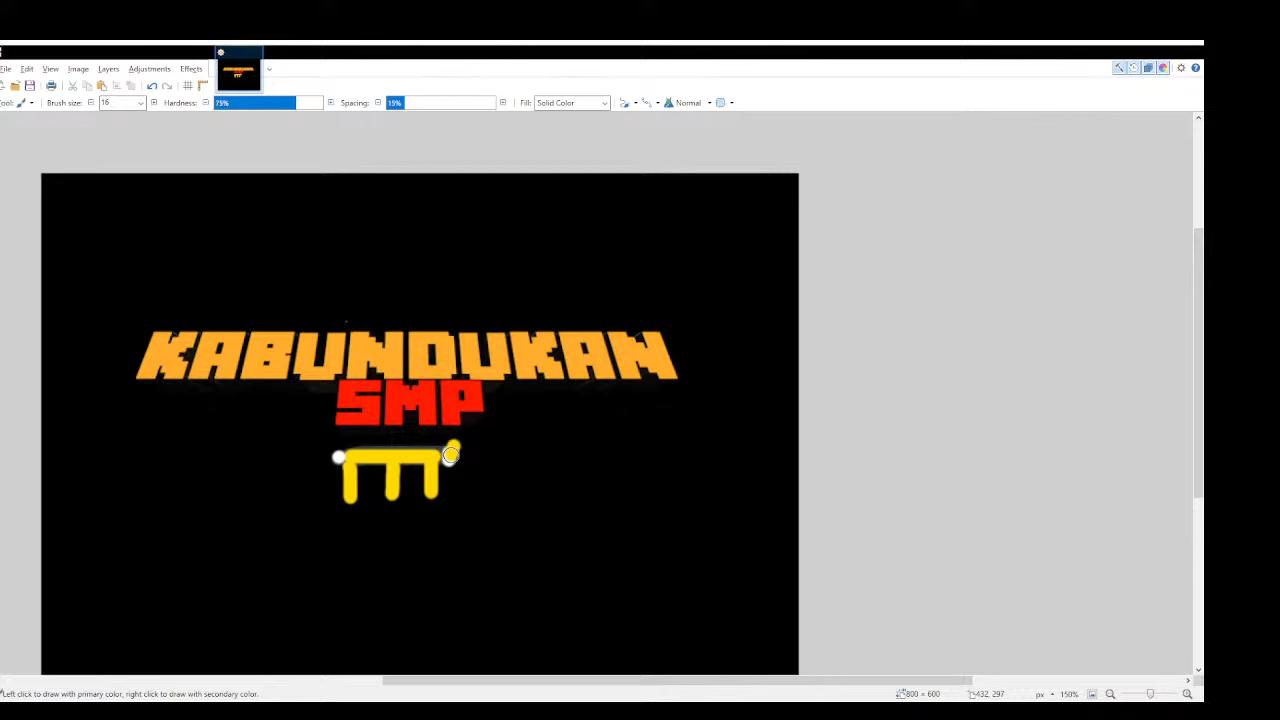 File Edit View Image Layers Adjustments Effects
Tool: Brush size: 16 Hardness: 75% Spacing: 15% Fill: Solid Color Normal
KABUNDUKAN
SMP
Left click to draw with primary color, right click to draw with secondary color. 800 × 600 432, 297 px 150%